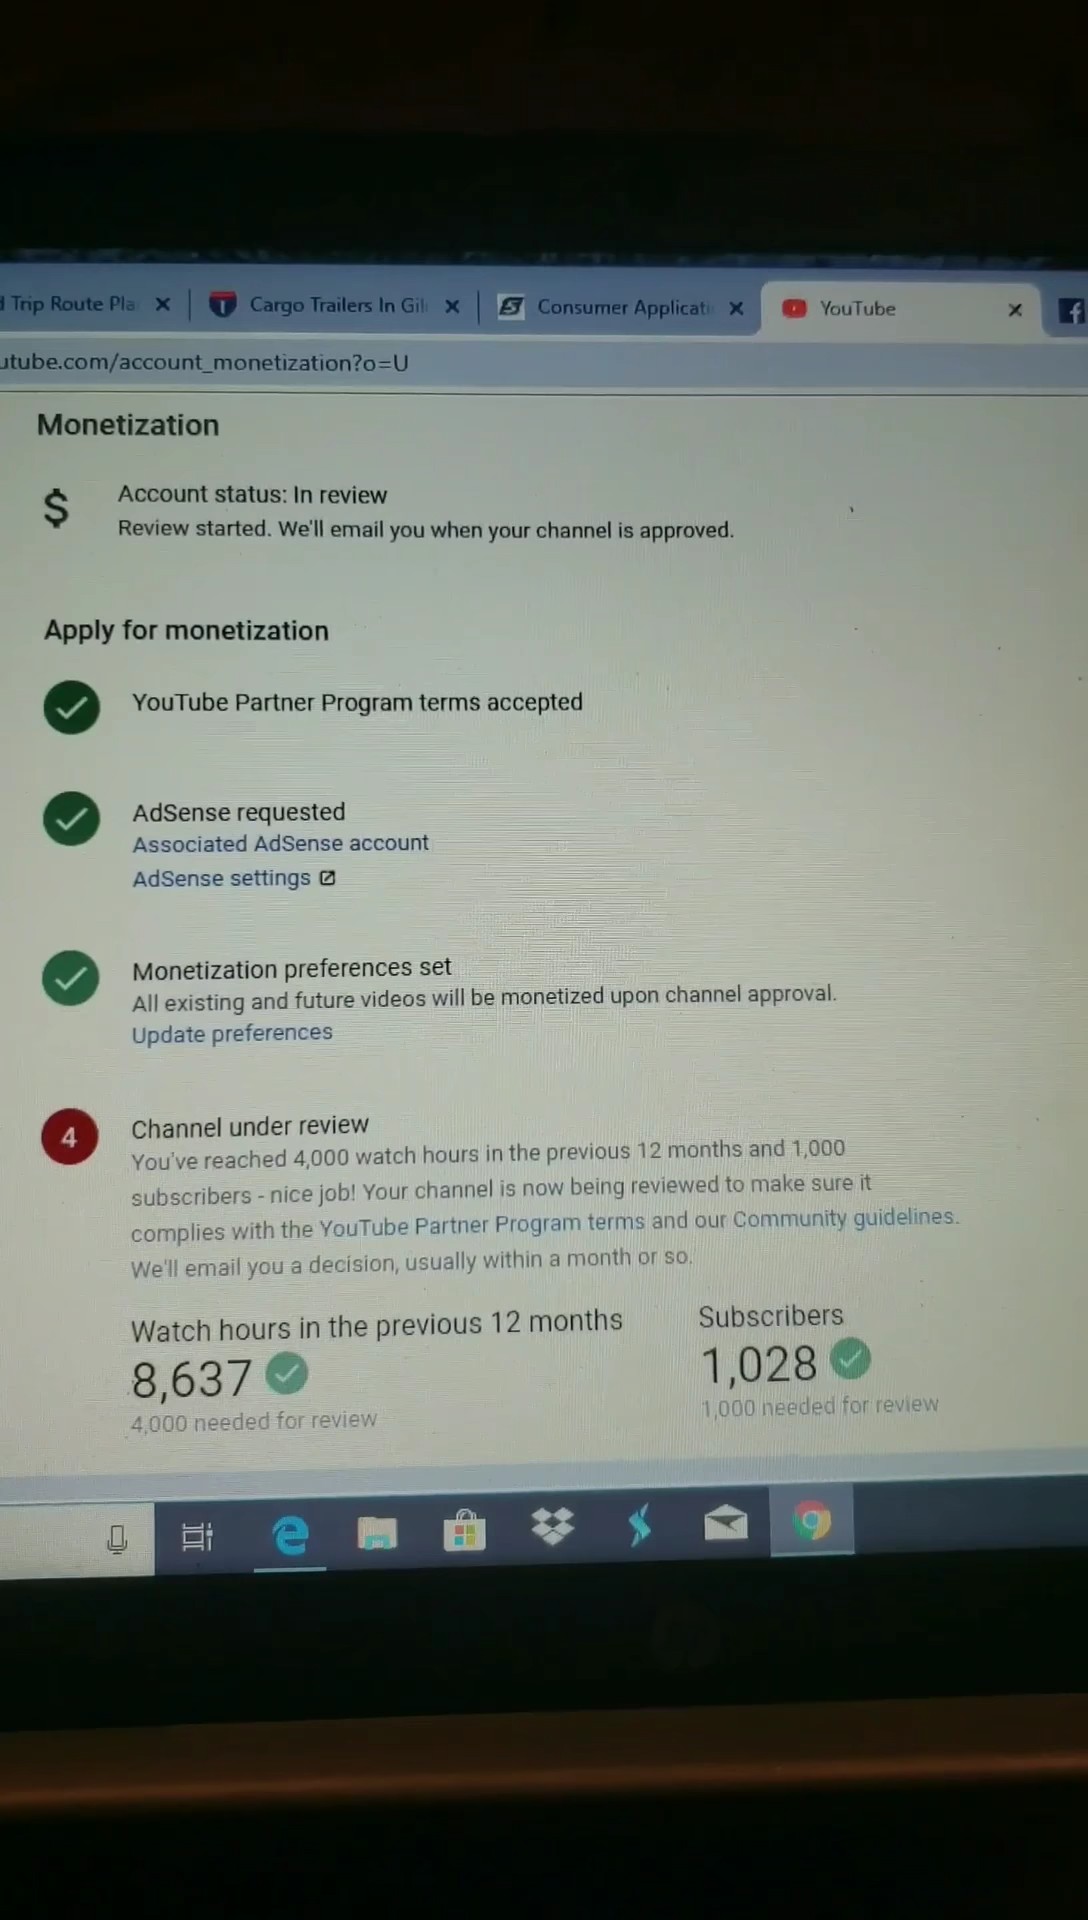 Trip Route Pla
Cargo Trailers In Gil
Consumer Applicati
YouTube
utube.com/account_monetization?o=U
Monetization
$
Account status: In review
Review started. We'll email you when your channel is approved.
Apply for monetization
YouTube Partner Program terms accepted
AdSense requested
Associated AdSense account
AdSense settings
Monetization preferences set
All existing and future videos will be monetized upon channel approval.
Update preferences
4
Channel under review
You've reached 4,000 watch hours in the previous 12 months and 1,000
subscribers - nice job! Your channel is now being reviewed to make sure it
complies with the YouTube Partner Program terms and our Community guidelines.
We'll email you a decision, usually within a month or so.
Watch hours in the previous 12 months
8,637
4,000 needed for review
Subscribers
1,028
1,000 needed for review